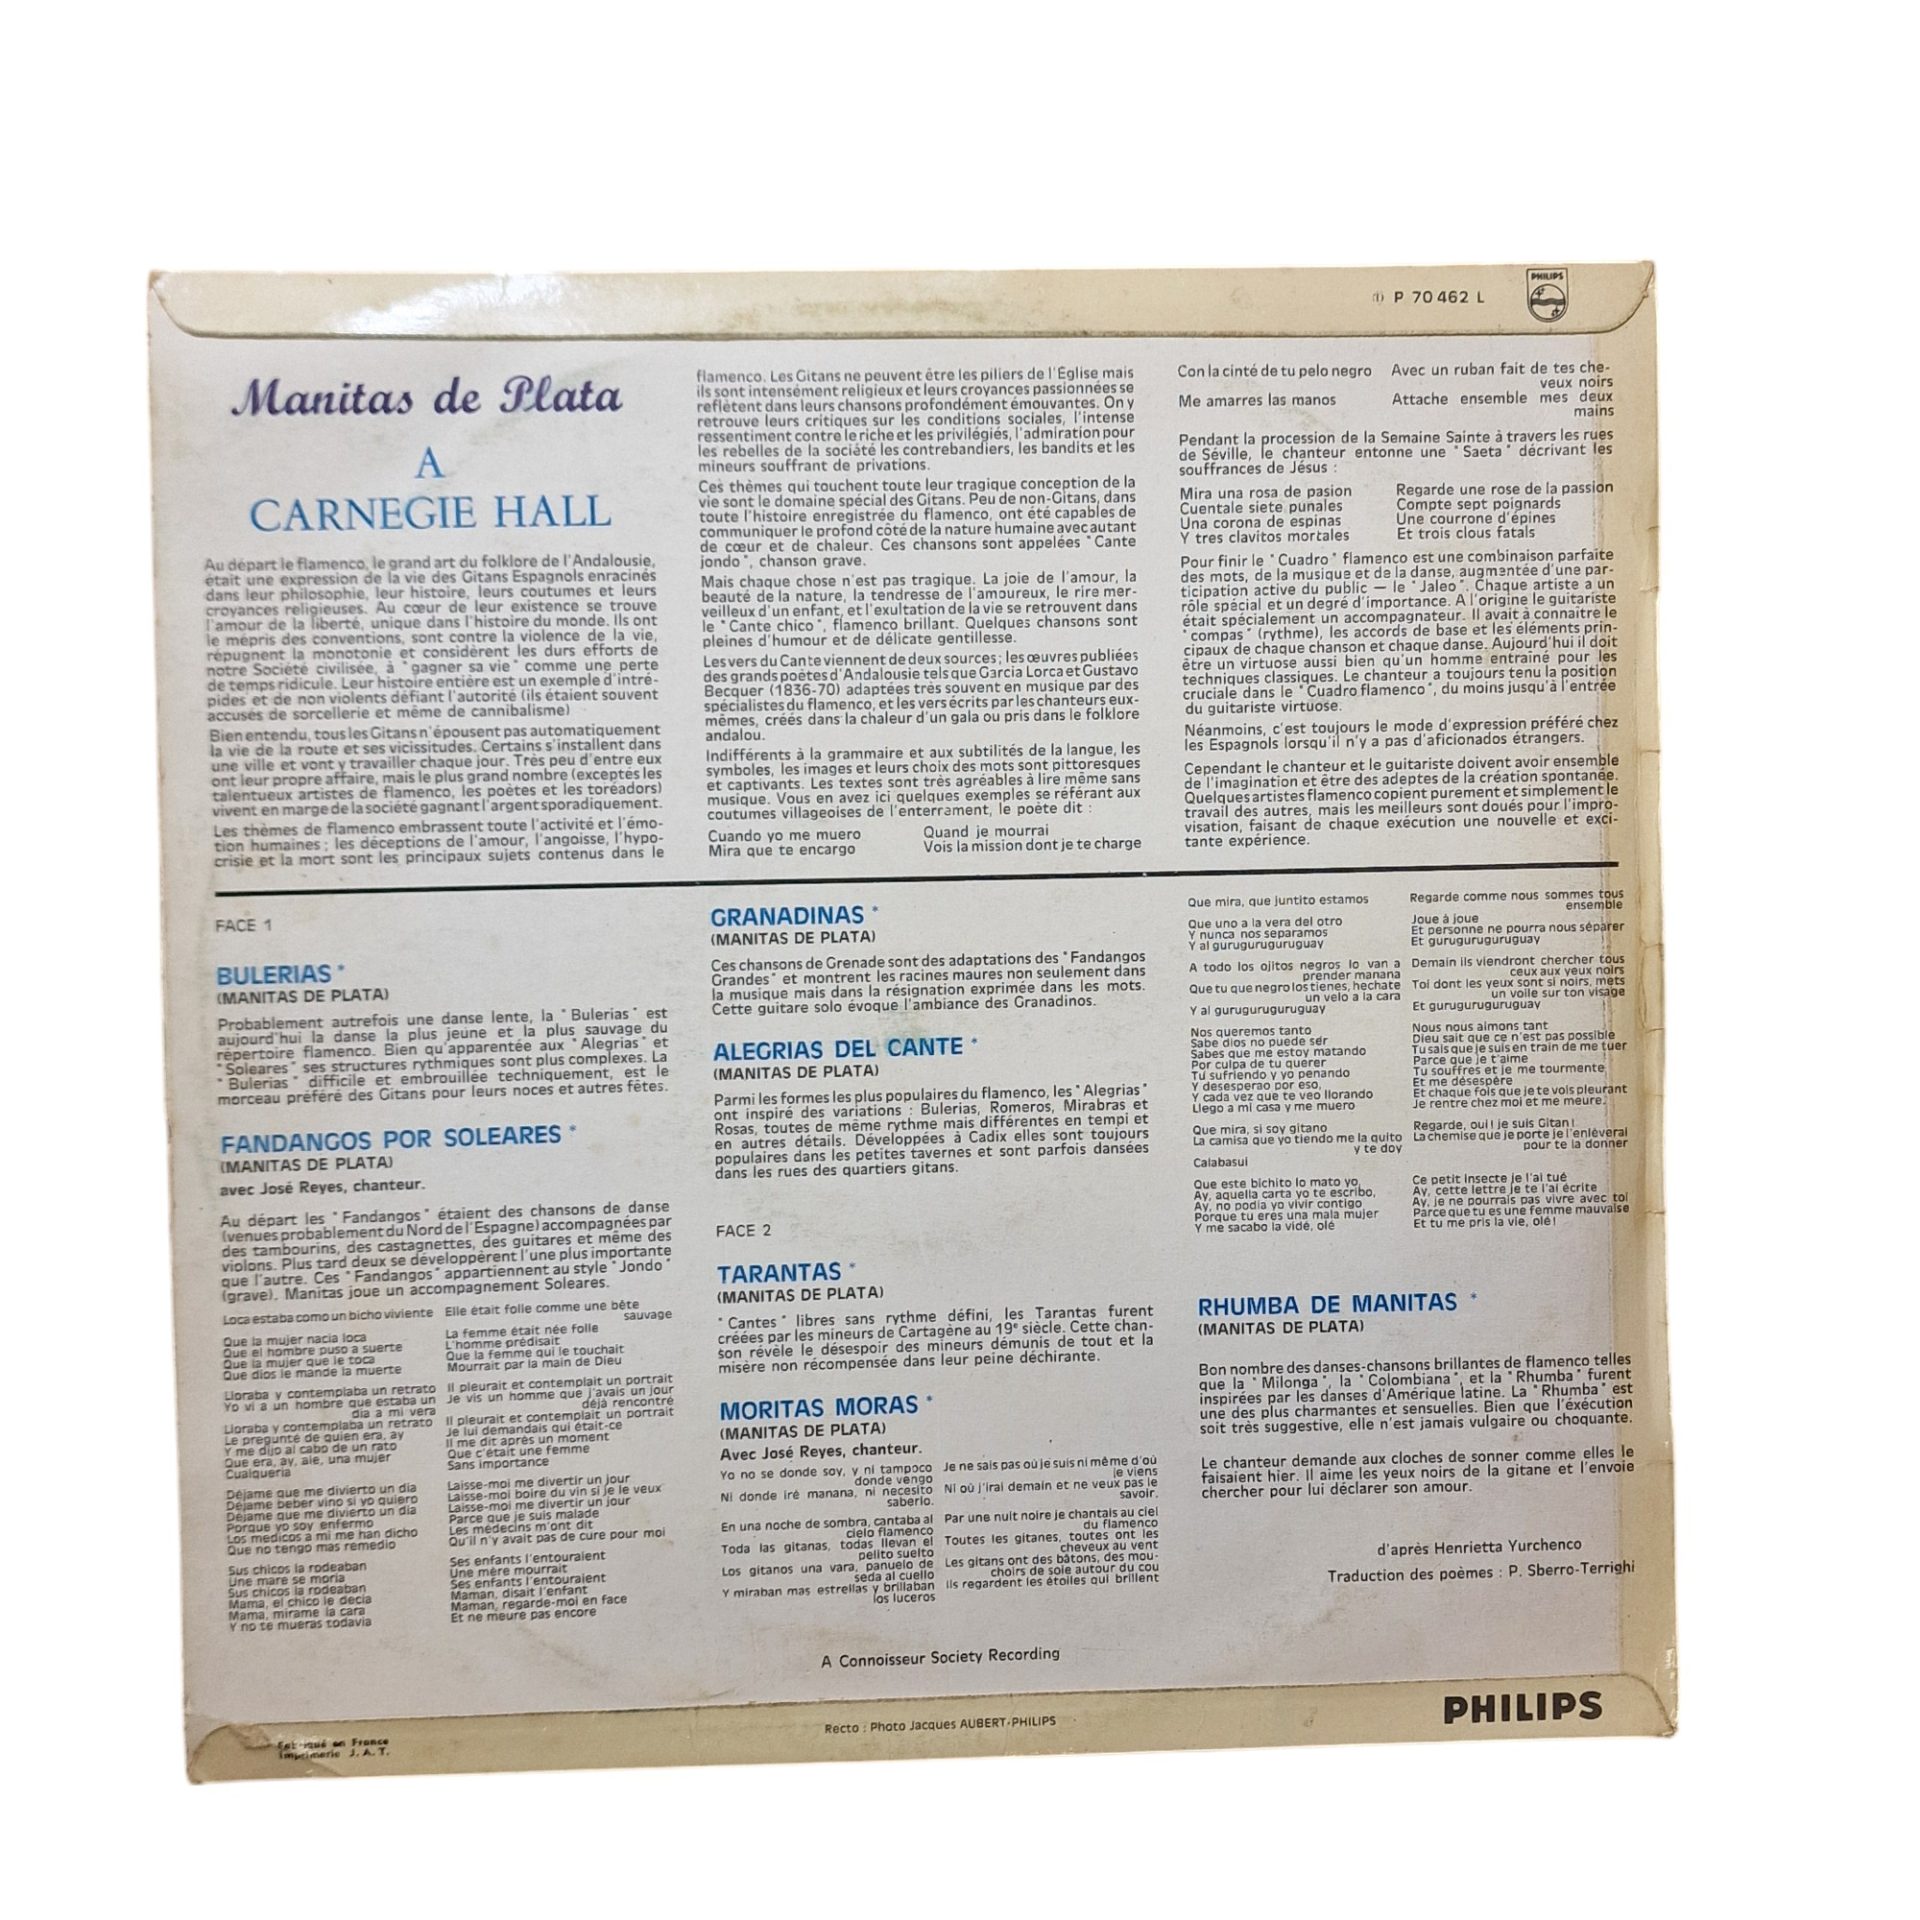 P 70 462 L
PHILIPS
Manitas de Plata
A
CARNEGIE HALL
Au départ le flamenco, le grand art du folklore de l'Andalousie,
était une expression de la vie des Gitans Espagnols enracinés
dans leur philosophie, leur histoire, leurs coutumes et leurs
croyances religieuses. Au cœur de leur existence se trouve
l'amour de la liberté, unique dans l'histoire du monde. Ils ont
le mépris des conventions, sont contre la violence de la vie,
répugnent la monotonie et considèrent les durs efforts de
notre Société civilisée, à "gagner sa vie" comme une perte
de temps ridicule. Leur histoire entière est un exemple d'intré-
pides et de non violents défiant l'autorité (ils étaient souvent
accusés de sorcellerie et même de cannibalisme)
Bien entendu, tous les Gitans n'épousent pas automatiquement
la vie de la route et ses vicissitudes. Certains s'installent dans
une ville et vont y travailler chaque jour. Très peu d'entre eux
ont leur propre affaire, mais le plus grand nombre (exceptés les
talentueux artistes de flamenco, les poètes et les toréadors)
vivent en marge de la société gagnant l'argent sporadiquement.
Les thèmes de flamenco embrassent toute l'activité et l'émo-
tion humaines ; les déceptions de l'amour, l'angoisse, l'hypo-
crisie et la mort sont les principaux sujets contenus dans le
flamenco. Les Gitans ne peuvent être les piliers de l'Église mais
ils sont intensément religieux et leurs croyances passionnées se
reflètent dans leurs chansons profondément émouvantes. On y
retrouve leurs critiques sur les conditions sociales, l'intense
ressentiment contre le riche et les privilégiés, l'admiration pour
les rebelles de la société les contrebandiers, les bandits et les
mineurs souffrant de privations.
Ces thèmes qui touchent toute leur tragique conception de la
vie sont le domaine spécial des Gitans. Peu de non-Gitans, dans
toute l'histoire enregistrée du flamenco, ont été capables de
communiquer le profond côté de la nature humaine avec autant
de cœur et de chaleur. Ces chansons sont appelées "Cante
jondo", chanson grave.
Mais chaque chose n'est pas tragique. La joie de l'amour, la
beauté de la nature, la tendresse de l'amoureux, le rire mer-
veilleux d'un enfant, et l'exultation de la vie se retrouvent dans
le "Cante chico", flamenco brillant. Quelques chansons sont
pleines d'humour et de délicate gentillesse.
Les vers du Cante viennent de deux sources ; les œuvres publiées
des grands poètes d'Andalousie tels que Garcia Lorca et Gustavo
Becquer (1836-70) adaptées très souvent en musique par des
spécialistes du flamenco, et les vers écrits par les chanteurs eux-
mêmes, créés dans la chaleur d'un gala ou pris dans le folklore
andalou.
Indifférents à la grammaire et aux subtilités de la langue, les
symboles, les images et leurs choix des mots sont pittoresques
et captivants. Les textes sont très agréables à lire même sans
musique. Vous en avez ici quelques exemples se référant aux
coutumes villageoises de l'enterrament, le poète dit :
Cuando yo me muero Quand je mourrai
Mira que te encargo Vois la mission dont je te charge
Con la cinté de tu pelo negro Avec un ruban fait de tes che-
veux noirs
Me amarres las manos Attache ensemble mes deux
mains
Pendant la procession de la Semaine Sainte à travers les rues
de Séville, le chanteur entonne une "Saeta" décrivant les
souffrances de Jésus :
Mira una rosa de pasion Regarde une rose de la passion
Cuentale siete punales Compte sept poignards
Una corona de espinas Une courrone d'épines
Y tres clavitos mortales Et trois clous fatals
Pour finir le "Cuadro" flamenco est une combinaison parfaite
des mots, de la musique et de la danse, augmentée d'une par-
ticipation active du public — le "Jaleo". Chaque artiste a un
rôle spécial et un degré d'importance. A l'origine le guitariste
était spécialement un accompagnateur. Il avait à connaître le
"compas" (rythme), les accords de base et les éléments prin-
cipaux de chaque chanson et chaque danse. Aujourd'hui il doit
être un virtuose aussi bien qu'un homme entrainé pour les
techniques classiques. Le chanteur a toujours tenu la position
cruciale dans le "Cuadro flamenco", du moins jusqu'à l'entrée
du guitariste virtuose.
Néanmoins, c'est toujours le mode d'expression préféré chez
les Espagnols lorsqu'il n'y a pas d'aficionados étrangers.
Cependant le chanteur et le guitariste doivent avoir ensemble
de l'imagination et être des adeptes de la création spontanée.
Quelques artistes flamenco copient purement et simplement le
travail des autres, mais les meilleurs sont doués pour l'impro-
visation, faisant de chaque exécution une nouvelle et exci-
tante expérience.
FACE 1
BULERIAS *
(MANITAS DE PLATA)
Probablement autrefois une danse lente, la "Bulerias" est
aujourd'hui la danse la plus jeune et la plus sauvage du
répertoire flamenco. Bien qu'apparentée aux "Alegrias" et
"Soleares" ses structures rythmiques sont plus complexes. La
"Bulerias" difficile et embrouillée techniquement, est le
morceau préféré des Gitans pour leurs noces et autres fêtes.
FANDANGOS POR SOLEARES *
(MANITAS DE PLATA)
avec José Reyes, chanteur.
Au départ les "Fandangos" étaient des chansons de danse
(venues probablement du Nord de l'Espagne) accompagnées par
des tambourins, des castagnettes, des guitares et même des
violons. Plus tard deux se développèrent l'une plus importante
que l'autre. Ces "Fandangos" appartiennent au style "Jondo"
(grave). Manitas joue un accompagnement Soleares.
Loca estaba como un bicho viviente Elle était folle comme une bête
sauvage
Que la mujer nacia loca La femme était née folle
Que el hombre puso a suerte L'homme prédisait
Que la mujer que le toca Que la femme qui le touchait
Que dios le mande la muerte Mourrait par la main de Dieu
Lloraba y contemplaba un retrato Il pleurait et contemplait un portrait
Yo vi a un hombre que estaba un Je vis un homme que j'avais un jour
dia a mi vera déjà rencontré
Lloraba y contemplaba un retrato Il pleurait et contemplait un portrait
Le pregunté de quien era, ay Je lui demandais qui était-ce
Y me dijo al cabo de un rato Il me dit après un moment
Que era, ay, aie, una mujer Que c'était une femme
Cualqueria Sans importance
Déjame que me divierto un dia Laisse-moi me divertir un jour
Déjame beber vino si yo quiero Laisse-moi boire du vin si je le veux
Déjame que me divierto un dia Laisse-moi me divertir un jour
Porque yo soy enfermo Parce que je suis malade
Los medicos a mi me han dicho Les médecins m'ont dit
Que no tengo mas remedio Qu'il n'y avait pas de cure pour moi
Sus chicos la rodeaban Ses enfants l'entouraient
Une mare se moria Une mère mourrait
Sus chicos la rodeaban Ses enfants l'entouraient
Mama, el chico le decia Maman, disait l'enfant
Mama, mirame la cara Maman, regarde-moi en face
Y no te mueras todavia Et ne meure pas encore
GRANADINAS *
(MANITAS DE PLATA)
Ces chansons de Grenade sont des adaptations des "Fandangos
Grandes" et montrent les racines maures non seulement dans
la musique mais dans la résignation exprimée dans les mots.
Cette guitare solo évoque l'ambiance des Granadinos.
ALEGRIAS DEL CANTE *
(MANITAS DE PLATA)
Parmi les formes les plus populaires du flamenco, les "Alegrias"
ont inspiré des variations : Bulerias, Romeros, Mirabras et
Rosas, toutes de même rythme mais différentes en tempi et
en autres détails. Développées à Cadix elles sont toujours
populaires dans les petites tavernes et sont parfois dansées
dans les rues des quartiers gitans.
FACE 2
TARANTAS *
(MANITAS DE PLATA)
"Cantes" libres sans rythme défini, les Tarantas furent
créées par les mineurs de Cartagène au 19e siècle. Cette chan-
son révèle le désespoir des mineurs démunis de tout et la
misère non récompensée dans leur peine déchirante.
MORITAS MORAS *
(MANITAS DE PLATA)
Avec José Reyes, chanteur.
Yo no se donde soy, y ni tampoco Je ne sais pas où je suis ni même d'où
donde vengo je viens
Ni donde iré manana, ni necesito Ni où j'irai demain et ne veux pas le
saberlo. savoir.
En una noche de sombra, cantaba al Par une nuit noire je chantais au ciel
cielo flamenco du flamenco
Toda las gitanas, todas llevan el Toutes les gitanes, toutes ont les
pelito suelto cheveux au vent
Los gitanos una vara, panuelo de Les gitans ont des bâtons, des mou-
seda al cuello choirs de soie autour du cou
Y miraban mas estrellas y brillaban Ils regardent les étoiles qui brillent
los luceros
Que mira, que juntito estamos Regarde comme nous sommes tous
ensemble
Que uno a la vera del otro Joue à joue
Y nunca nos separamos Et personne ne pourra nous séparer
Y al guruguruguruguay Et guruguruguruguay
A todo los ojitos negros lo van a Demain ils viendront chercher tous
prender manana ceux aux yeux noirs
Que tu que negro los tienes, hechate Toi dont les yeux sont si noirs, mets
un velo a la cara un voile sur ton visage
Y al guruguruguruguay Et guruguruguruguay
Nos queremos tanto Nous nous aimons tant
Sabe dios no puede ser Dieu sait que ce n'est pas possible
Sabes que me estoy matando Tu sais que je suis en train de me tuer
Por culpa de tu querer Parce que je t'aime
Tu sufriendo y yo penando Tu souffres et je me tourmente
Y desesperao por eso, Et me désespère
Y cada vez que te veo llorando Et chaque fois que je te vois pleurant
Llego a mi casa y me muero Je rentre chez moi et me meure.
Que mira, si soy gitano Regarde, oui! je suis Gitan!
La camisa que yo tiendo me la quito La chemise que je porte je l'enlèverai
y te doy pour te la donner
Calabasui
Que este bichito lo mato yo, Ce petit Insecte je l'ai tué
Ay, aquella carta yo te escribo, Ay, cette lettre je te l'ai écrite
Ay, no podia yo vivir contigo Ay, je ne pourrais pas vivre avec toi
Porque tu eres una mala mujer Parce que tu es une femme mauvaise
Y me sacabo la vidé, olé Et tu me pris la vie, olé!
RHUMBA DE MANITAS *
(MANITAS DE PLATA)
Bon nombre des danses-chansons brillantes de flamenco telles
que la "Milonga", la "Colombiana", et la "Rhumba" furent
inspirées par les danses d'Amérique latine. La "Rhumba" est
une des plus charmantes et sensuelles. Bien que l'éxécution
soit très suggestive, elle n'est jamais vulgaire ou choquante.
Le chanteur demande aux cloches de sonner comme elles le
faisaient hier. Il aime les yeux noirs de la gitane et l'envoie
chercher pour lui déclarer son amour.
d'après Henrietta Yurchenco
Traduction des poèmes : P. Sberro-Terrighi
A Connoisseur Society Recording
PHILIPS
Recto : Photo Jacques AUBERT-PHILIPS
Fabriqué en France
Imprimerie J. A. T.